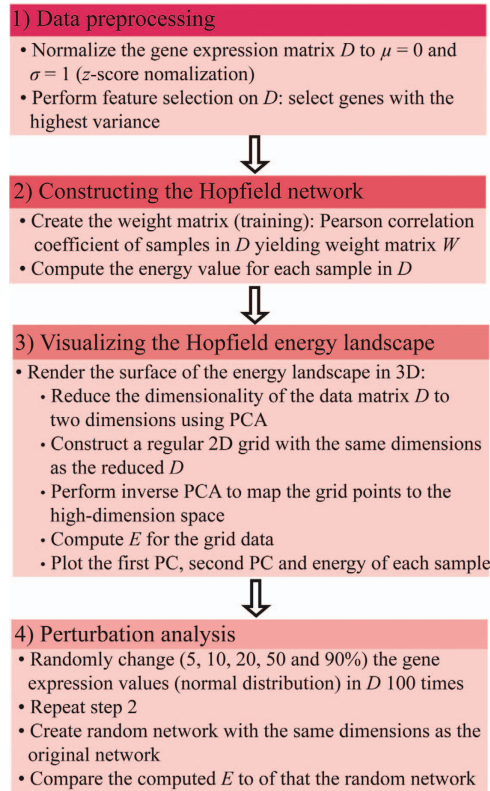 1) Data preprocessing
• Normalize the gene expression matrix D to μ = 0 and
σ = 1 (z-score nomalization)
• Perform feature selection on D: select genes with the
highest variance
2) Constructing the Hopfield network
• Create the weight matrix (training): Pearson correlation
coefficient of samples in D yielding weight matrix W
• Compute the energy value for each sample in D
3) Visualizing the Hopfield energy landscape
• Render the surface of the energy landscape in 3D:
• Reduce the dimensionality of the data matrix D to
two dimensions using PCA
• Construct a regular 2D grid with the same dimensions
as the reduced D
• Perform inverse PCA to map the grid points to the
high-dimension space
• Compute E for the grid data
• Plot the first PC, second PC and energy of each sample
4) Perturbation analysis
• Randomly change (5, 10, 20, 50 and 90%) the gene
expression values (normal distribution) in D 100 times
• Repeat step 2
• Create random network with the same dimensions as the
original network
• Compare the computed E to of that the random network